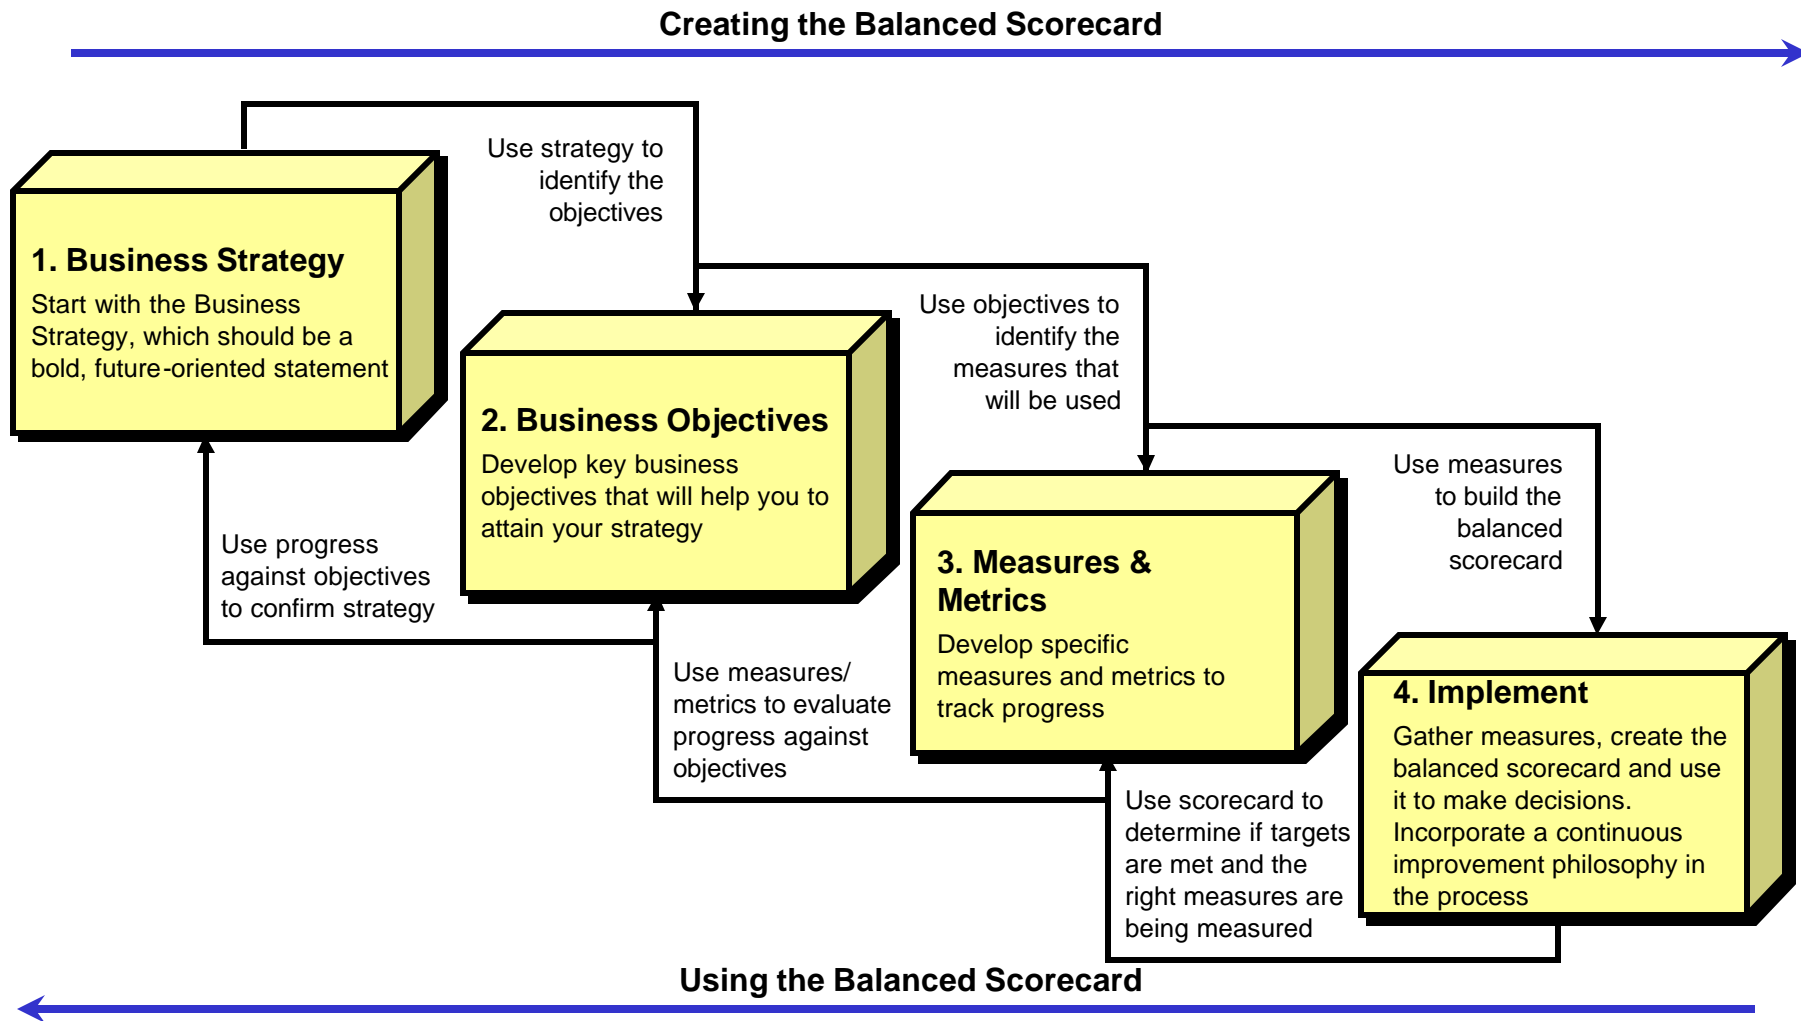 Creating the Balanced Scorecard
Use strategy to
identify the
objectives
1. Business Strategy
Start with the Business
Strategy, which should be a
bold, future-oriented statement
Use objectives to
identify the
measures that
will be used
2. Business Objectives
Develop key business
objectives that will help you to
attain your strategy
Use measures
to build the
balanced
scorecard
Use progress
against objectives
to confirm strategy
3. Measures &
Metrics
Develop specific
measures and metrics to
track progress
Use measures/
metrics to evaluate
progress against
objectives
4. Implement
Gather measures, create the
balanced scorecard and use
it to make decisions.
Incorporate a continuous
improvement philosophy in
the process
Use scorecard to
determine if targets
are met and the
right measures are
being measured
Using the Balanced Scorecard